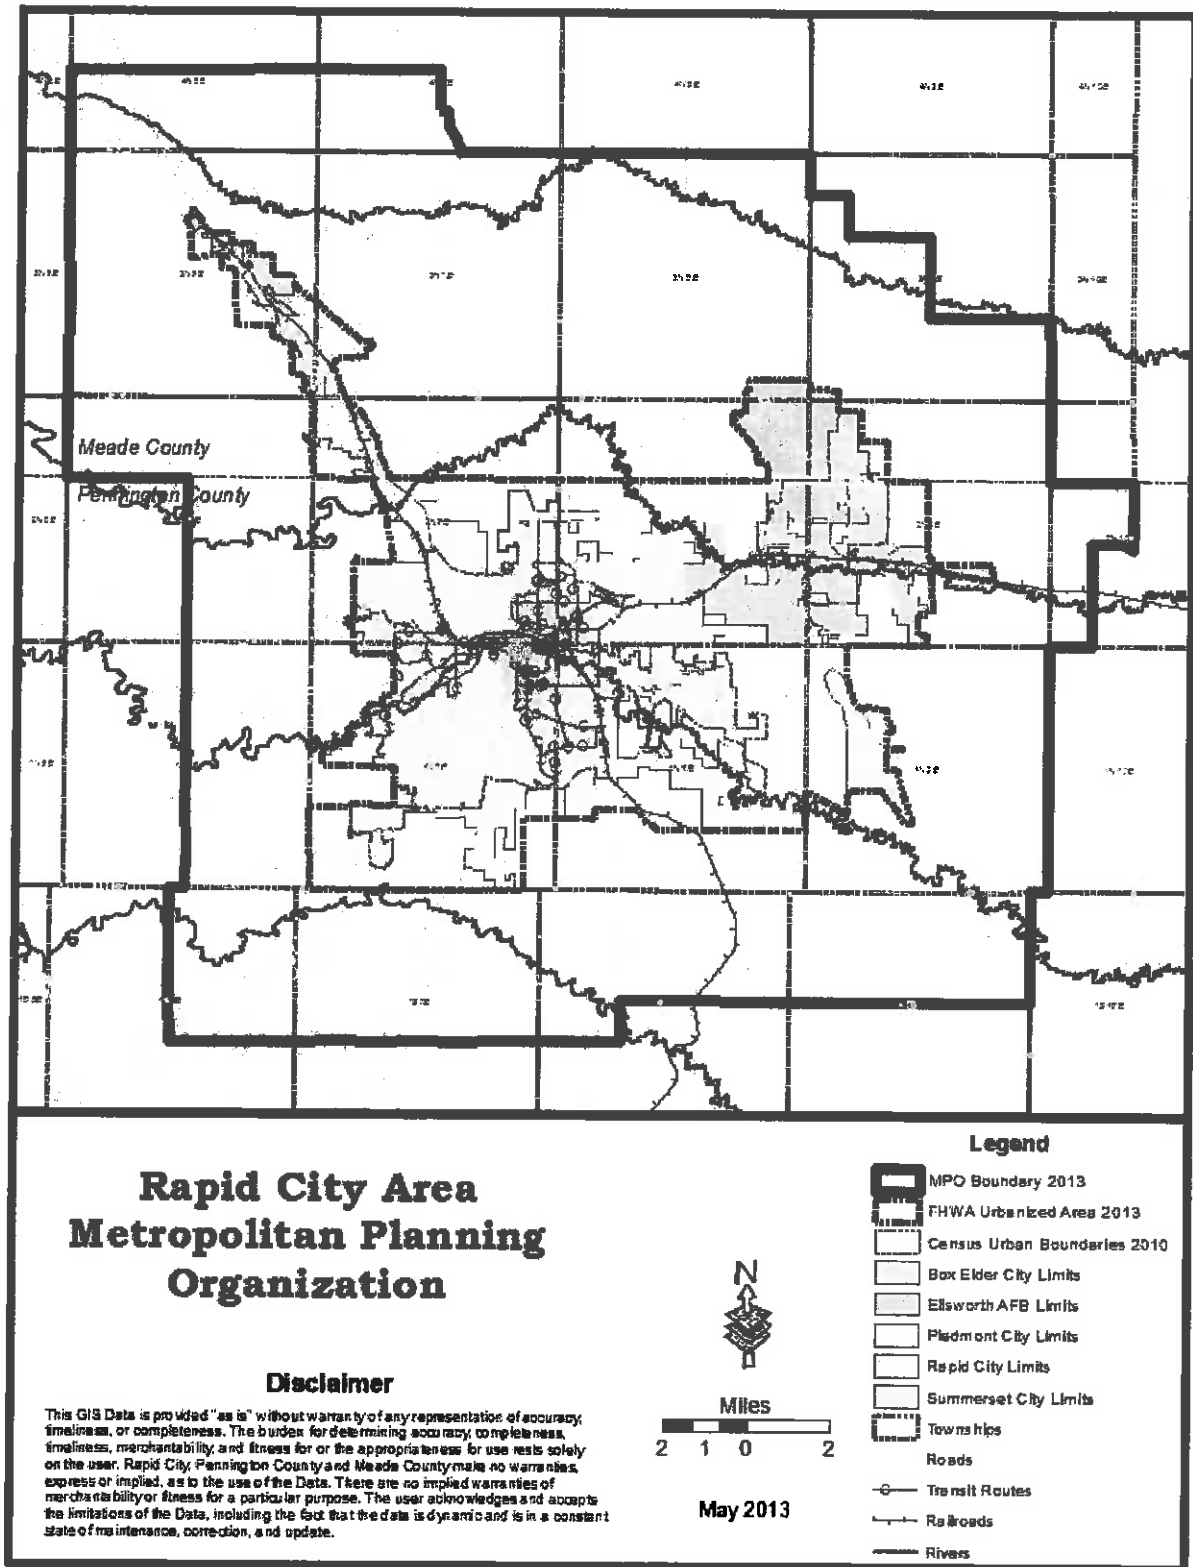 Meade County
Pennington County
Rapid City Area
Metropolitan Planning
Organization
Disclaimer
This GIS Data is provided "as is" without warranty of any representation of accuracy,
timeliness, or completeness. The burden for determining accuracy, completeness,
timeliness, merchantability, and fitness for or the appropriateness for use rests solely
on the user. Rapid City, Pennington County and Meade County make no warranties,
express or implied, as to the use of the Data. There are no implied warranties of
merchantability or fitness for a particular purpose. The user acknowledges and accepts
the limitations of the Data, including the fact that the data is dynamic and is in a constant
state of maintenance, correction, and update.
N
Miles
2 1 0 2
May 2013
Legend
MPO Boundary 2013
FHWA Urbanized Area 2013
Census Urban Boundaries 2010
Box Elder City Limits
Ellsworth AFB Limits
Piedmont City Limits
Rapid City Limits
Summerset City Limits
Townships
Roads
Transit Routes
Railroads
Rivers